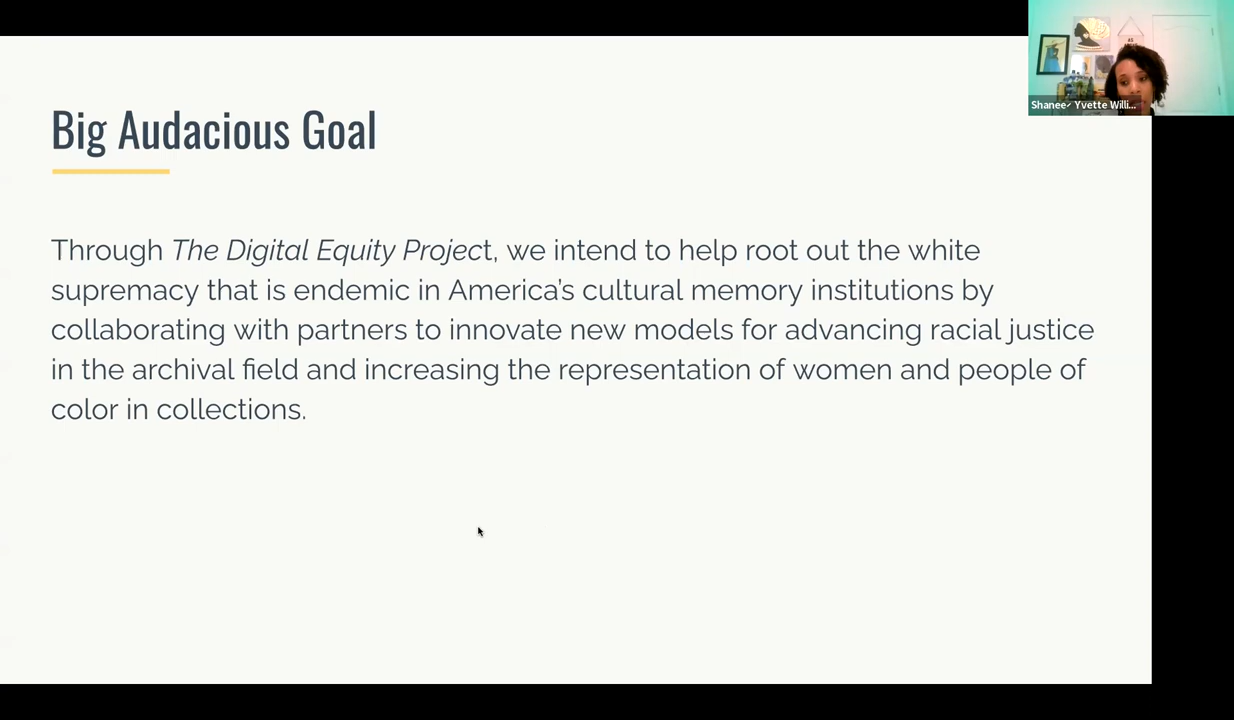 Big Audacious Goal
Through The Digital Equity Project, we intend to help root out the white
supremacy that is endemic in America's cultural memory institutions by
collaborating with partners to innovate new models for advancing racial justice
in the archival field and increasing the representation of women and people of
color in collections.
Yvette Willi...